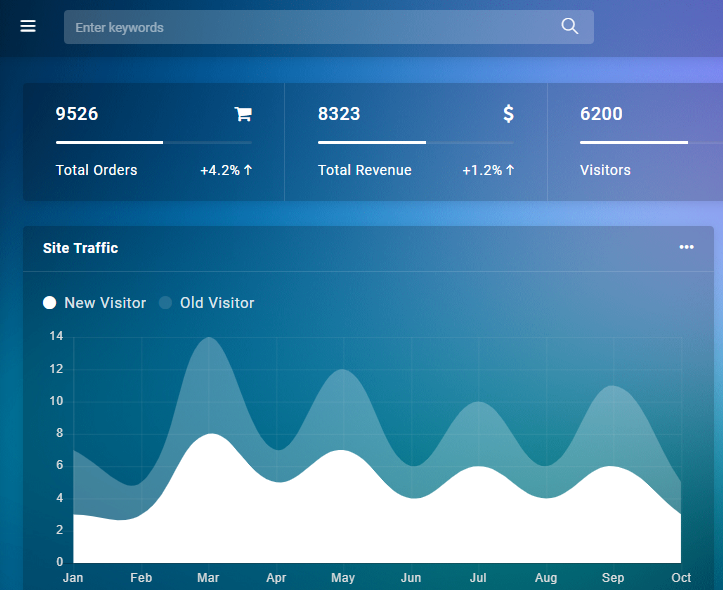 Enter keywords
9526
8323
$
6200
Total Orders
+4.2%
Total Revenue
+1.2%
Visitors
Site Traffic
New Visitor
Old Visitor
14
12
10
8
6
4
2
0
Jan Feb Mar Apr May Jun Jul Aug Sep Oct